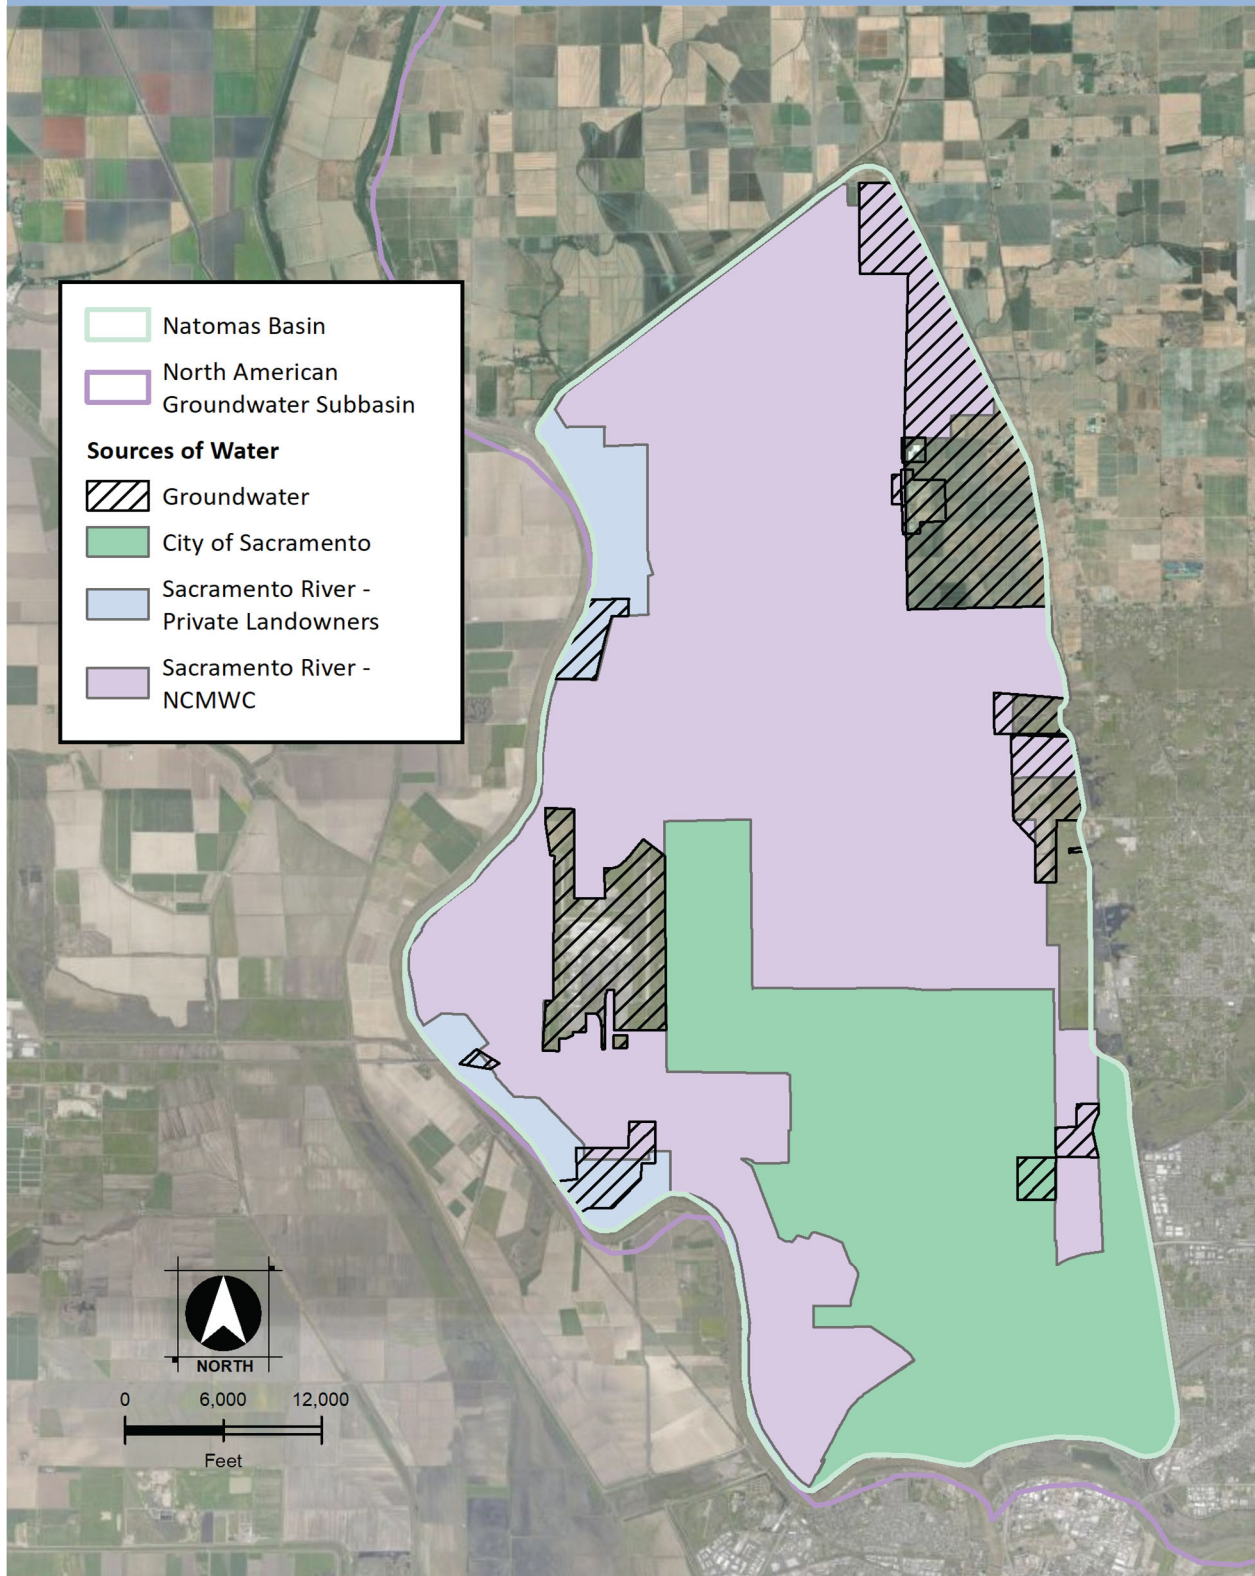 Natomas Basin
North American
Groundwater Subbasin
Sources of Water
Groundwater
City of Sacramento
Sacramento River -
Private Landowners
Sacramento River -
NCMWC
NORTH
0 6,000 12,000
Feet